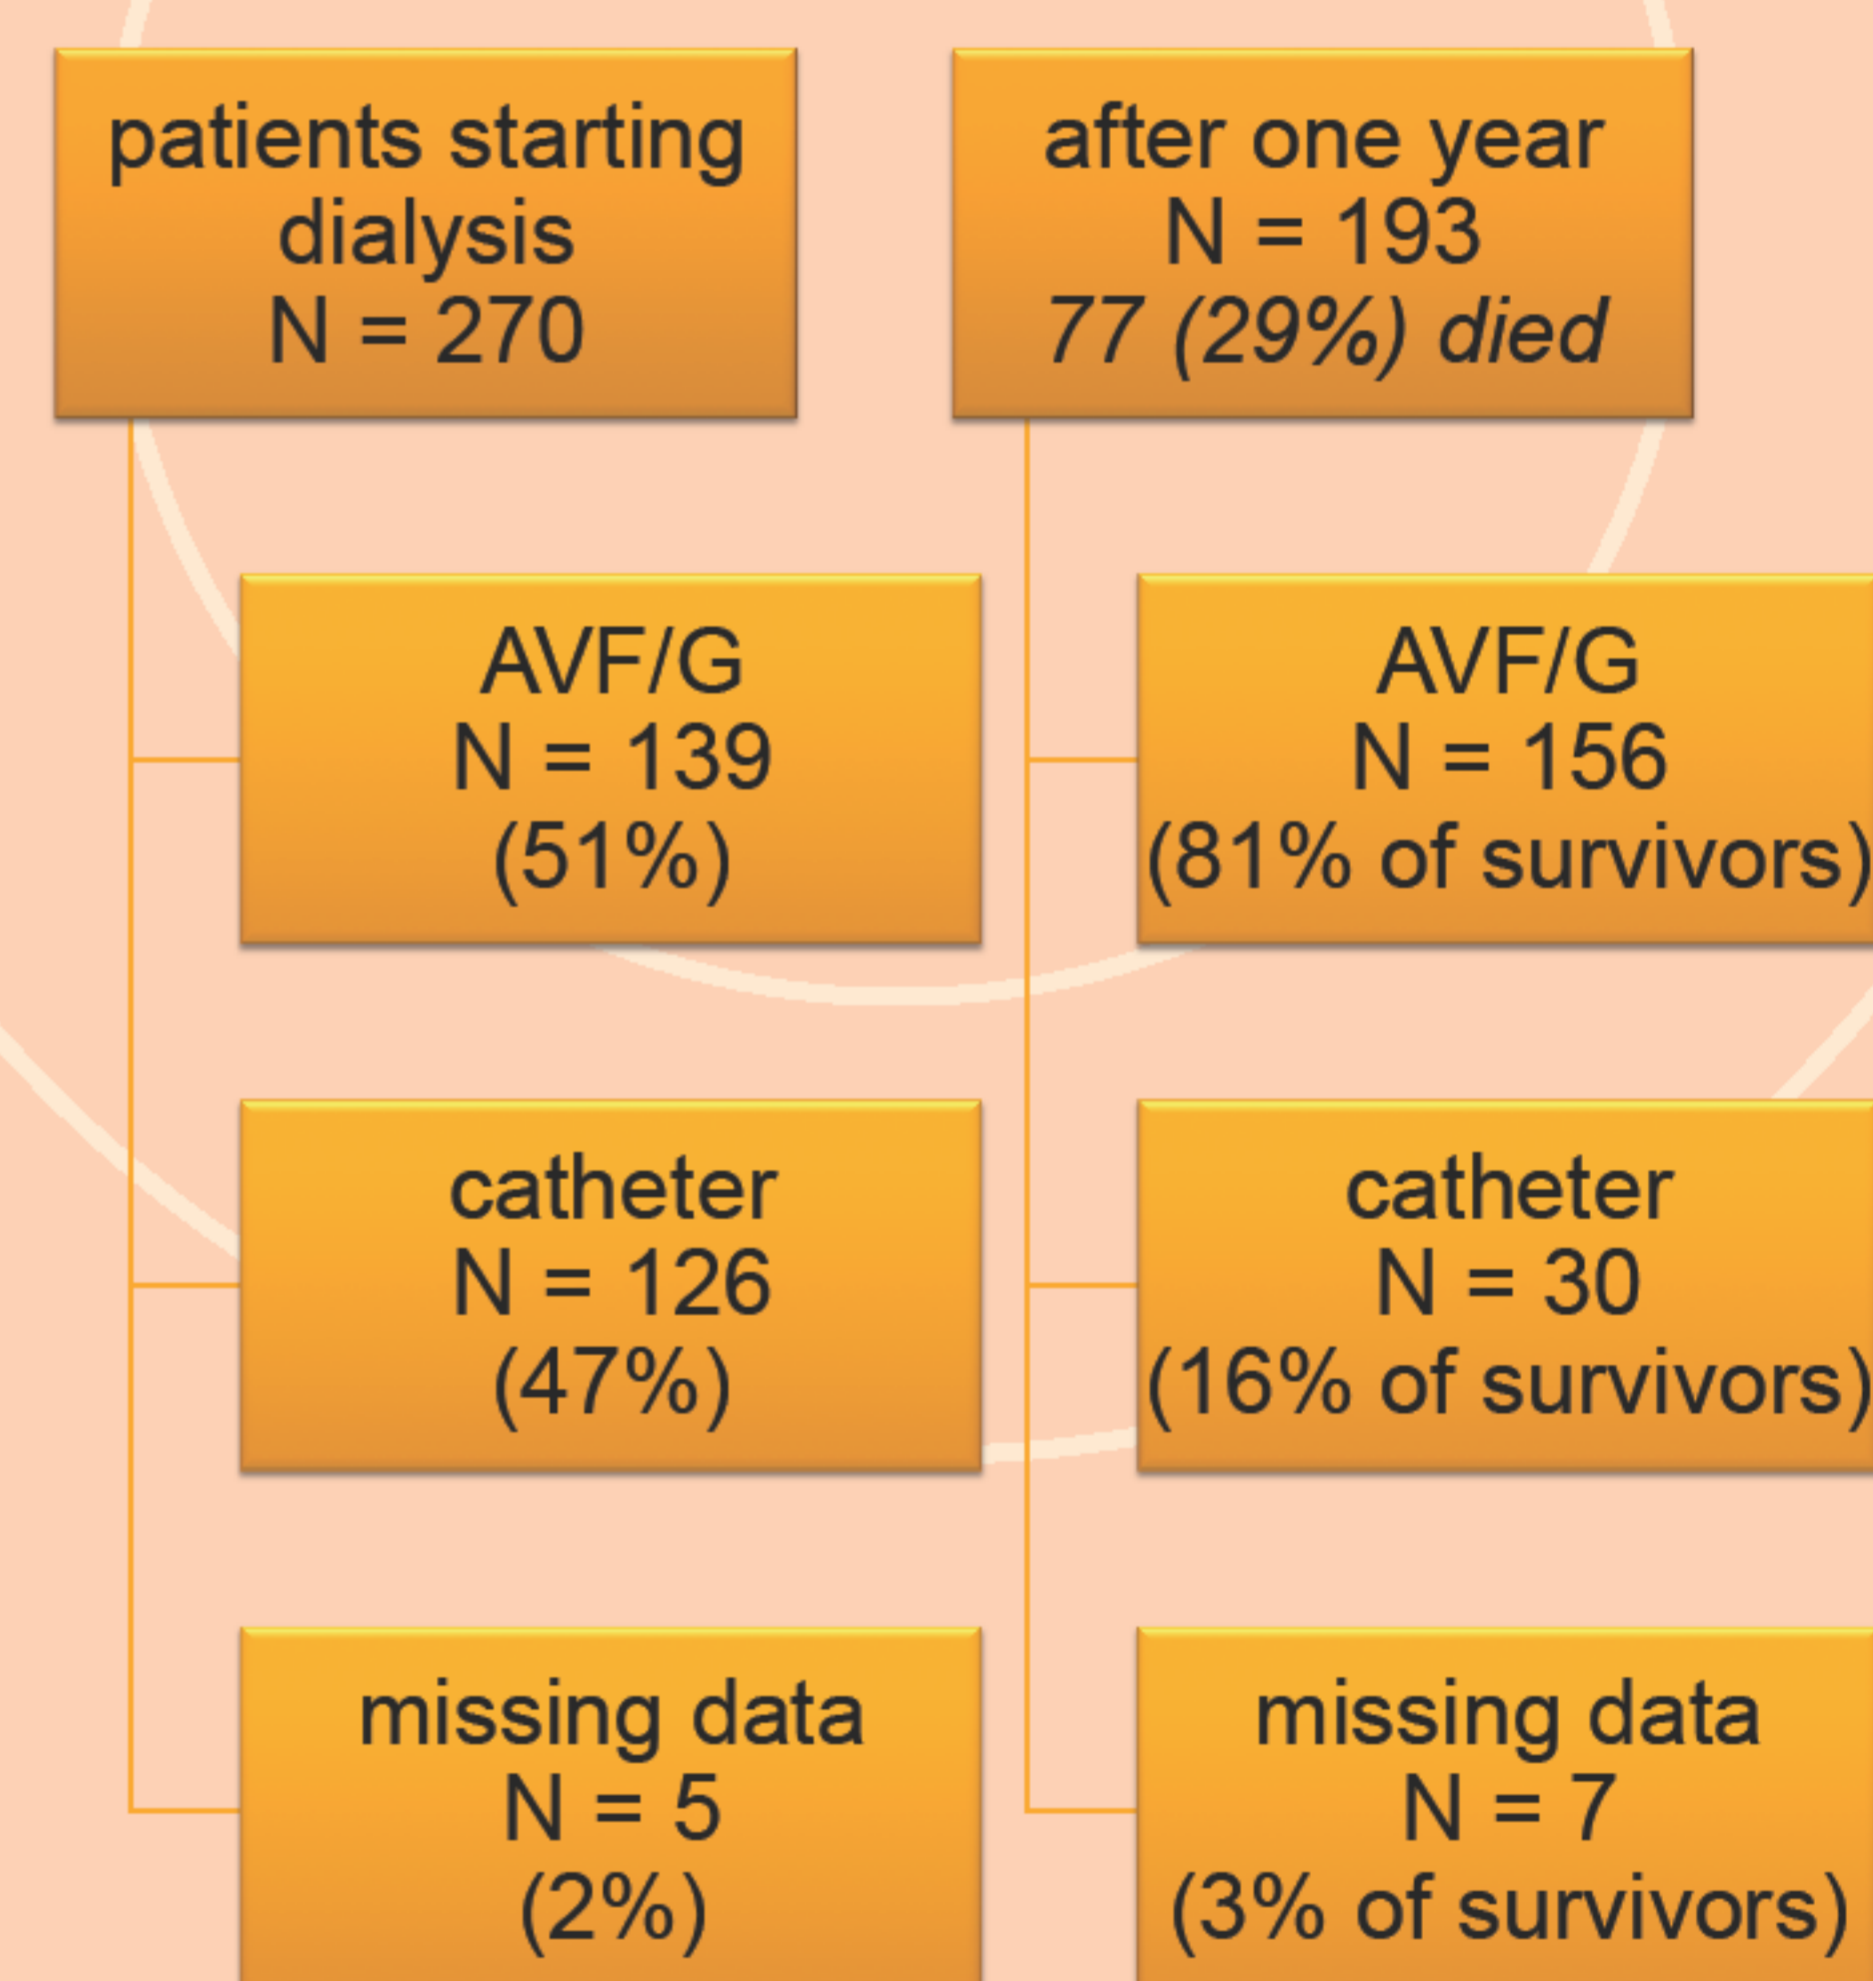 patients starting
dialysis
N = 270
AVF/G
N = 139
(51%)
catheter
N = 126
(47%)
missing data
N = 5
(2%)
after one year
N = 193
77 (29%) died
AVF/G
N = 156
(81% of survivors)
catheter
N = 30
(16% of survivors)
missing data
N = 7
(3% of survivors)